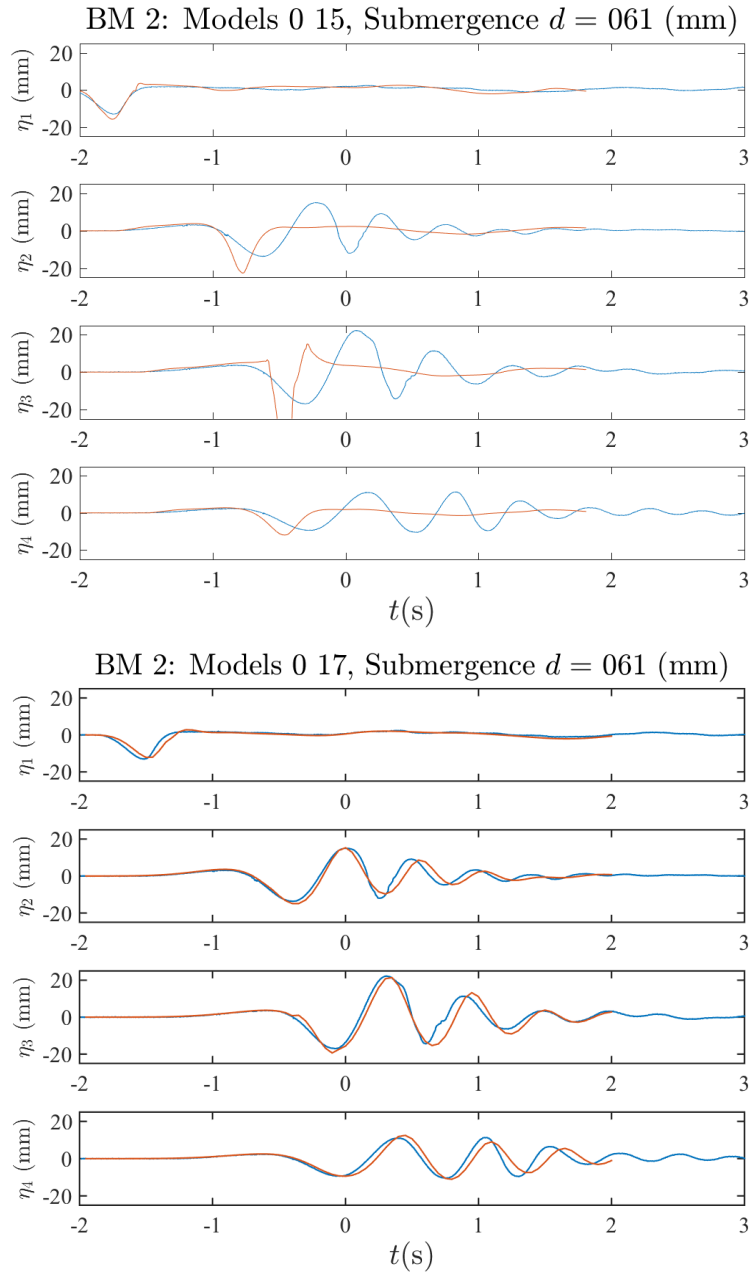 BM 2: Models 0 15, Submergence d = 061 (mm)
20
0
-20
η1 (mm)
-2 -1 0 1 2 3
20
0
-20
η2 (mm)
-2 -1 0 1 2 3
20
0
-20
η3 (mm)
-2 -1 0 1 2 3
20
0
-20
η4 (mm)
-2 -1 0 1 2 3
t(s)
BM 2: Models 0 17, Submergence d = 061 (mm)
20
0
-20
η1 (mm)
-2 -1 0 1 2 3
20
0
-20
η2 (mm)
-2 -1 0 1 2 3
20
0
-20
η3 (mm)
-2 -1 0 1 2 3
20
0
-20
η4 (mm)
-2 -1 0 1 2 3
t(s)